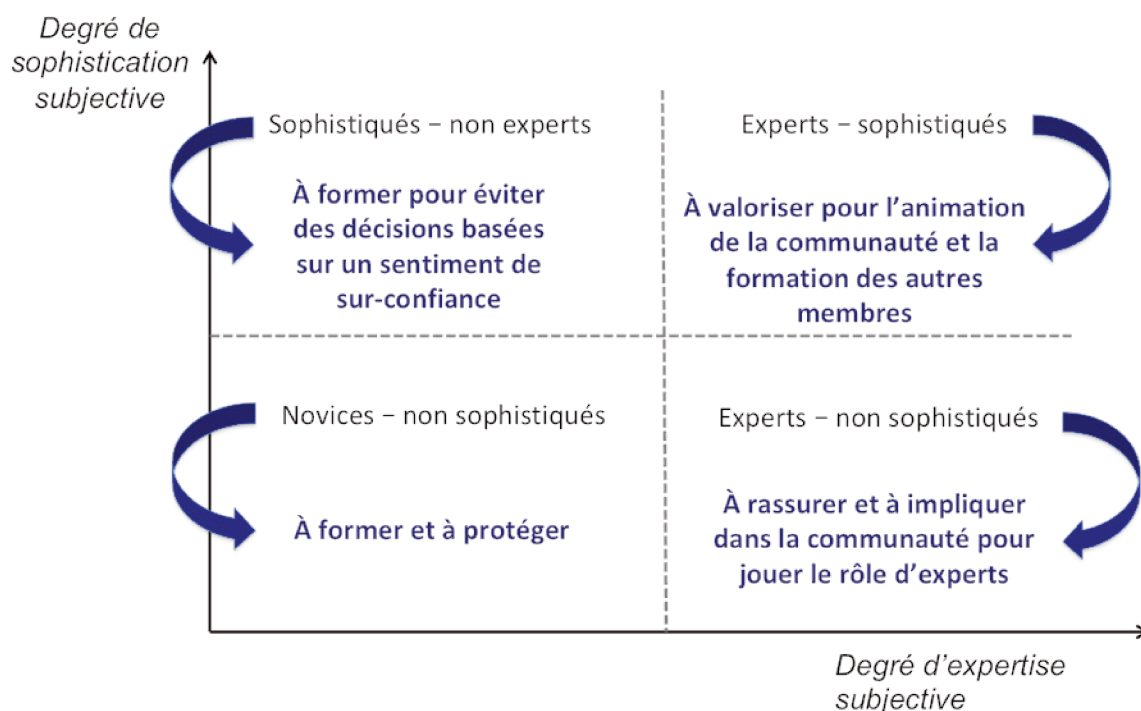 Degré de
sophistication
subjective
Sophistiqués – non experts
À former pour éviter
des décisions basées
sur un sentiment de
sur-confiance
Experts – sophistiqués
À valoriser pour l’animation
de la communauté et la
formation des autres
membres
Novices – non sophistiqués
À former et à protéger
Experts – non sophistiqués
À rassurer et à impliquer
dans la communauté pour
jouer le rôle d’experts
Degré d’expertise
subjective